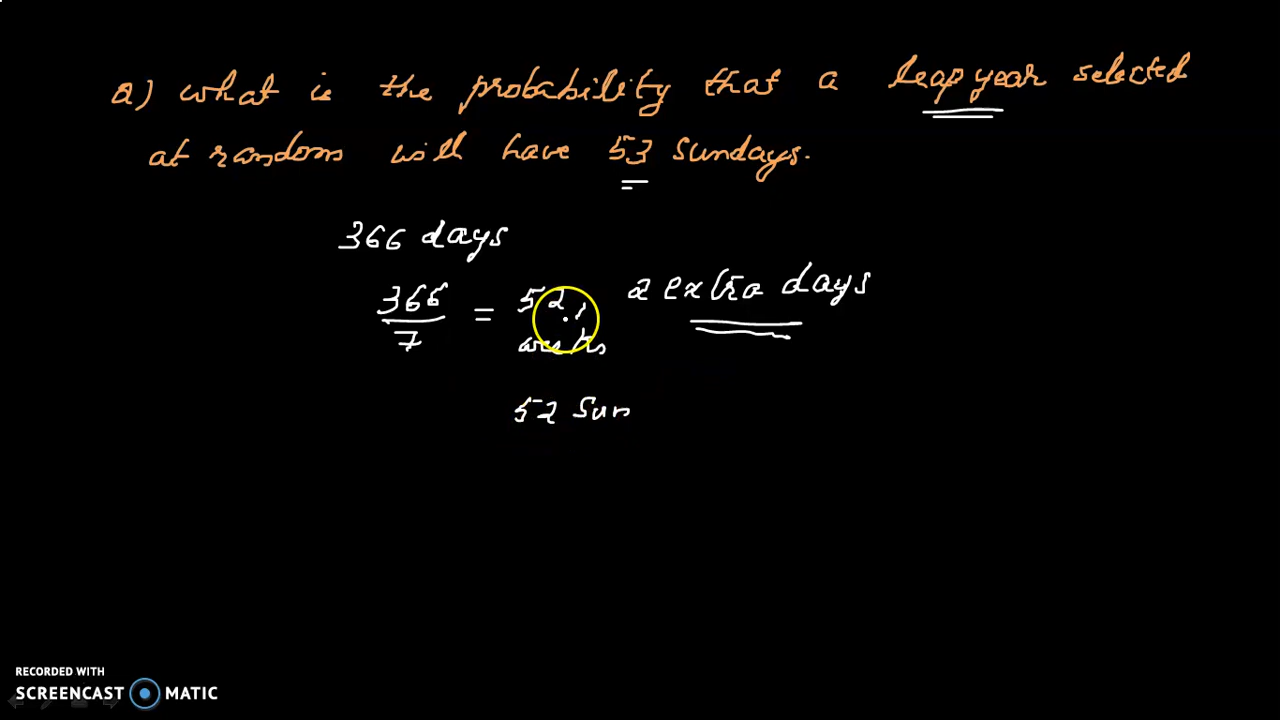 Q) what is the probability that a leap year selected
at random will have 53 Sundays.
366 days
366
7
= 52, 2 extra days
weeks
52 Sun
RECORDED WITH
SCREENCAST MATIC